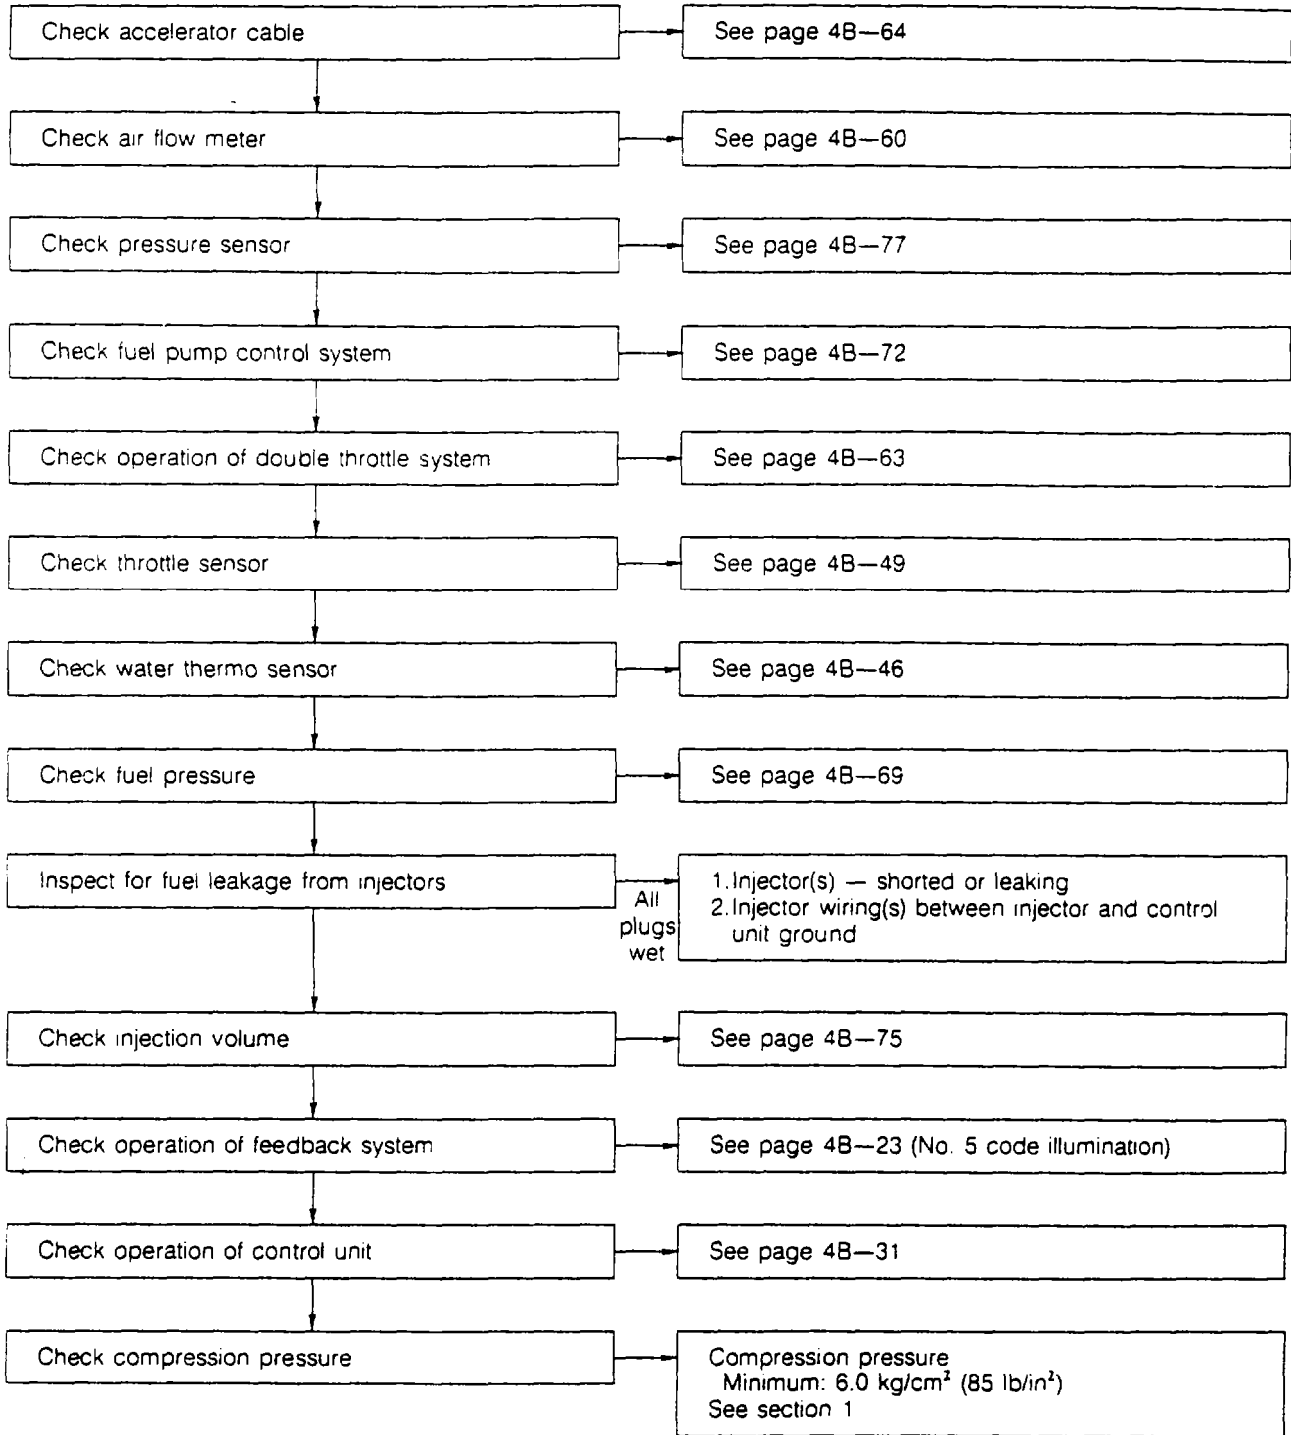 Check accelerator cable
See page 4B—64
Check air flow meter
See page 4B—60
Check pressure sensor
See page 4B—77
Check fuel pump control system
See page 4B—72
Check operation of double throttle system
See page 4B—63
Check throttle sensor
See page 4B—49
Check water thermo sensor
See page 4B—46
Check fuel pressure
See page 4B—69
Inspect for fuel leakage from injectors
All
plugs
wet
1. Injector(s) — shorted or leaking
2. Injector wiring(s) between injector and control
unit ground
Check injection volume
See page 4B—75
Check operation of feedback system
See page 4B—23 (No. 5 code illumination)
Check operation of control unit
See page 4B—31
Check compression pressure
Compression pressure
Minimum: 6.0 kg/cm² (85 lb/in²)
See section 1